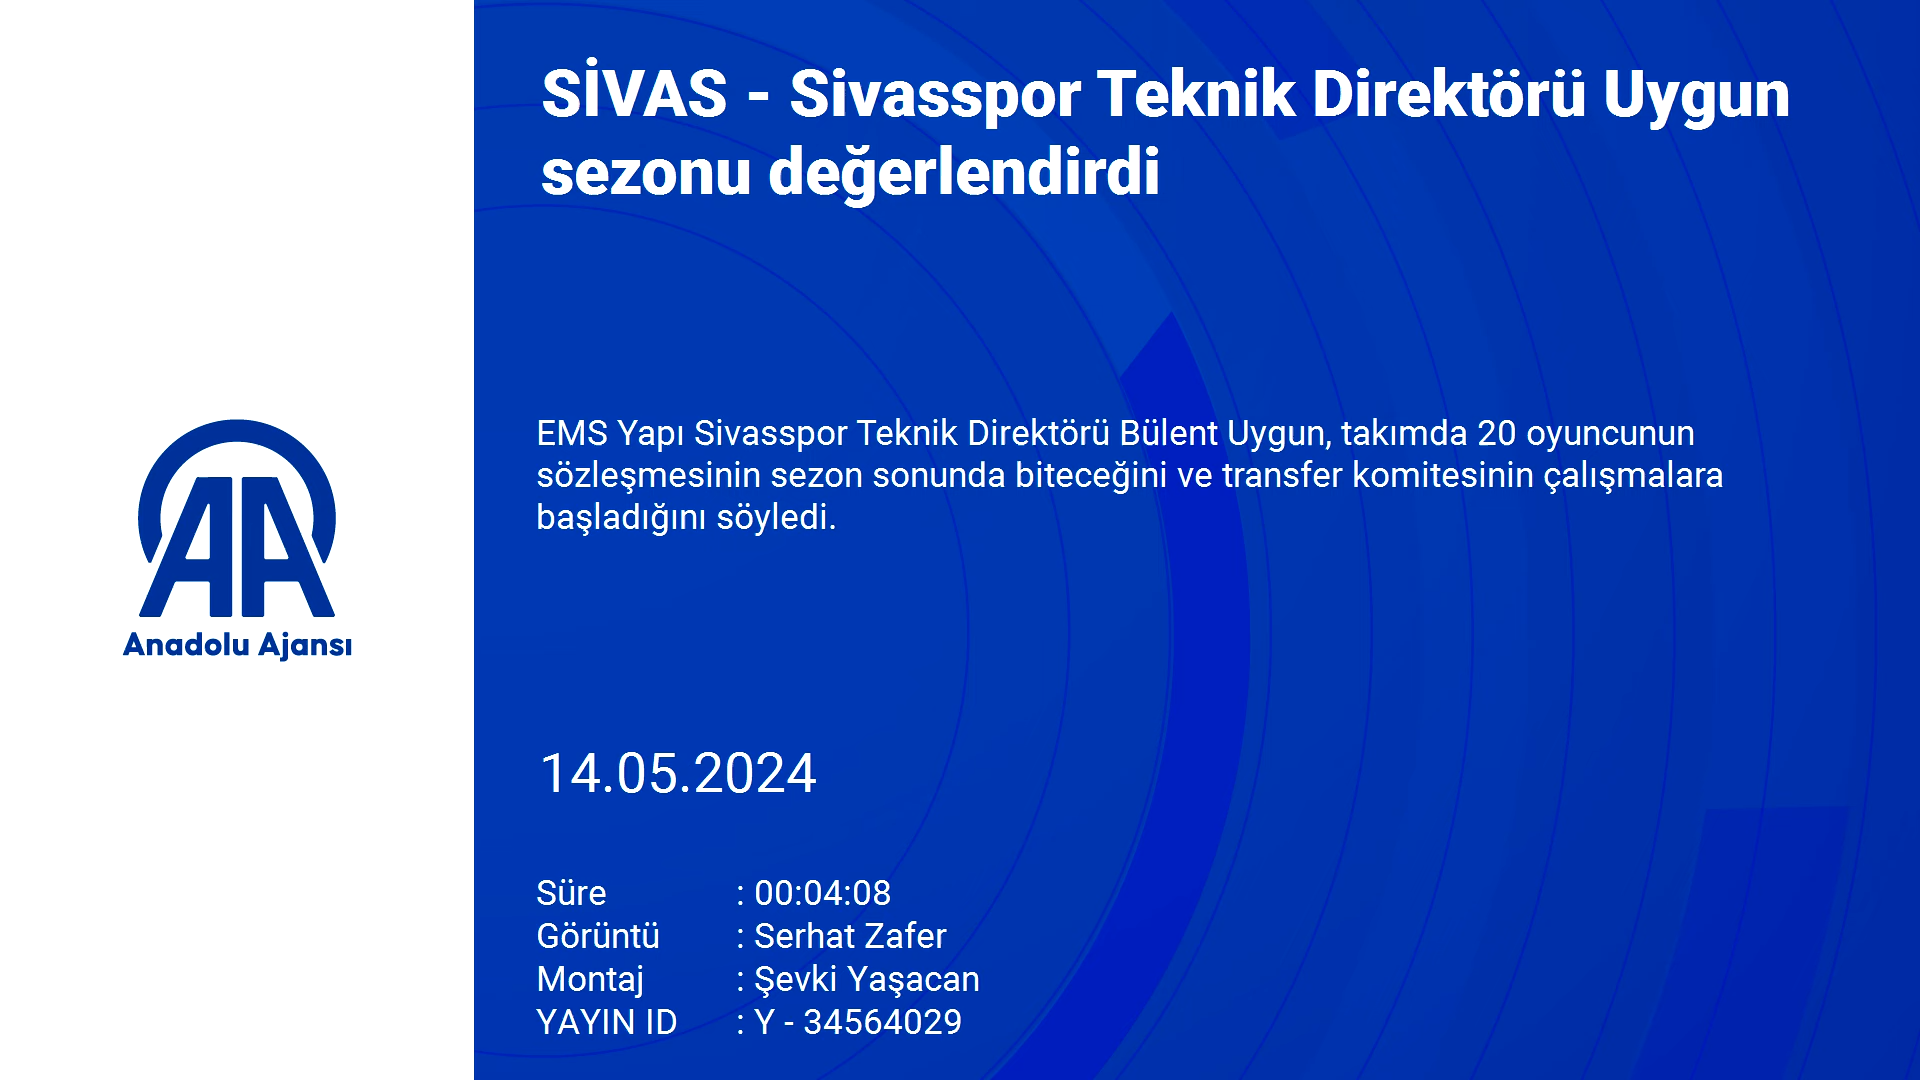 SİVAS - Sivasspor Teknik Direktörü Uygun
sezonu değerlendirdi
EMS Yapı Sivasspor Teknik Direktörü Bülent Uygun, takımda 20 oyuncunun
sözleşmesinin sezon sonunda biteceğini ve transfer komitesinin çalışmalara
başladığını söyledi.
AA
Anadolu Ajansı
14.05.2024
Süre : 00:04:08
Görüntü : Serhat Zafer
Montaj : Şevki Yaşacan
YAYIN ID : Y - 34564029